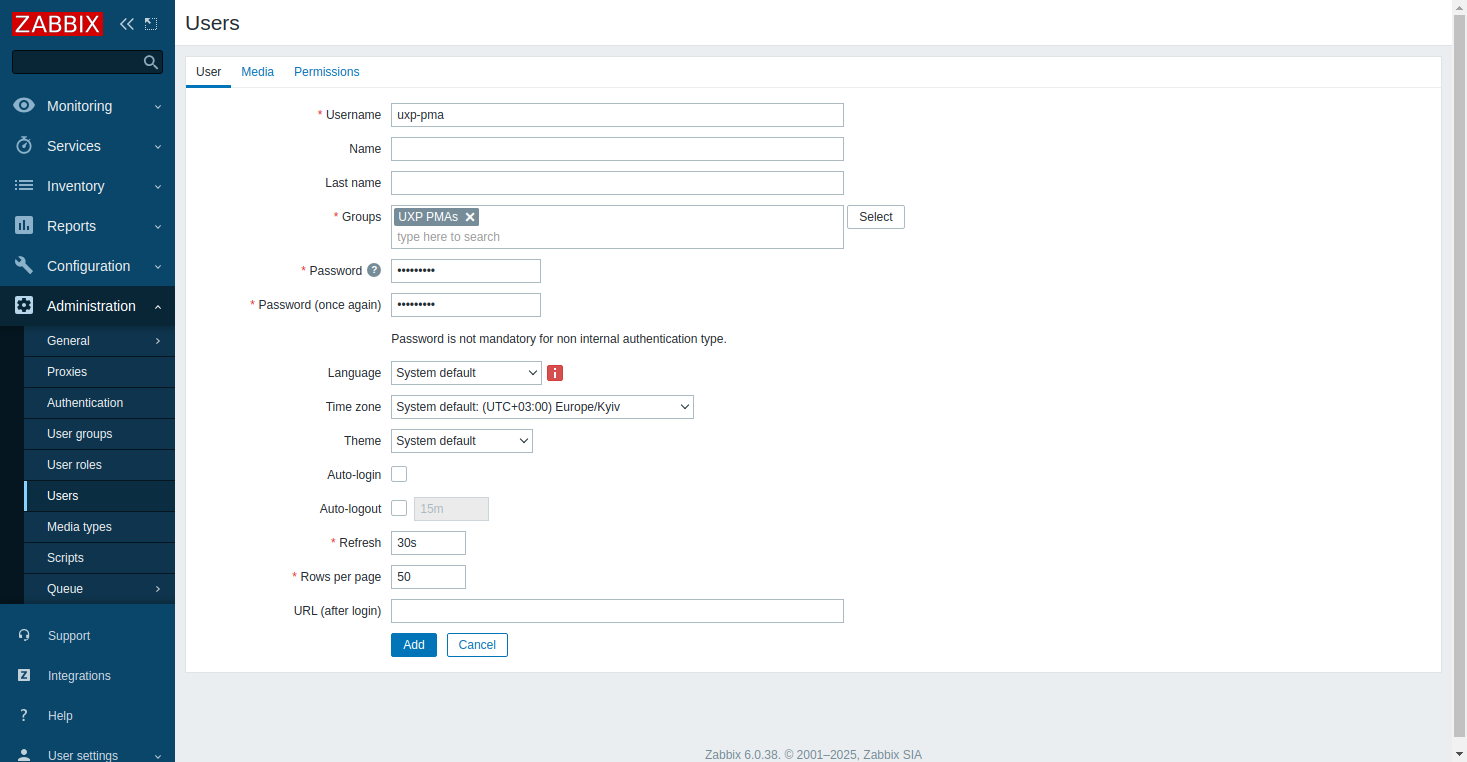 ZABBIX
Users
User Media Permissions
Monitoring
Services
Inventory
Reports
Configuration
Administration
General
Proxies
Authentication
User groups
User roles
Users
Media types
Scripts
Queue
Support
Z Integrations
? Help
User settings
* Username uxp-pma
Name
Last name
* Groups UXP PMAs Select
type here to search
* Password ? •••••••••
* Password (once again) •••••••••
Password is not mandatory for non internal authentication type.
Language System default i
Time zone System default: (UTC+03:00) Europe/Kyiv
Theme System default
Auto-login
Auto-logout 15m
* Refresh 30s
* Rows per page 50
URL (after login)
Add Cancel
Zabbix 6.0.38. © 2001–2025, Zabbix SIA